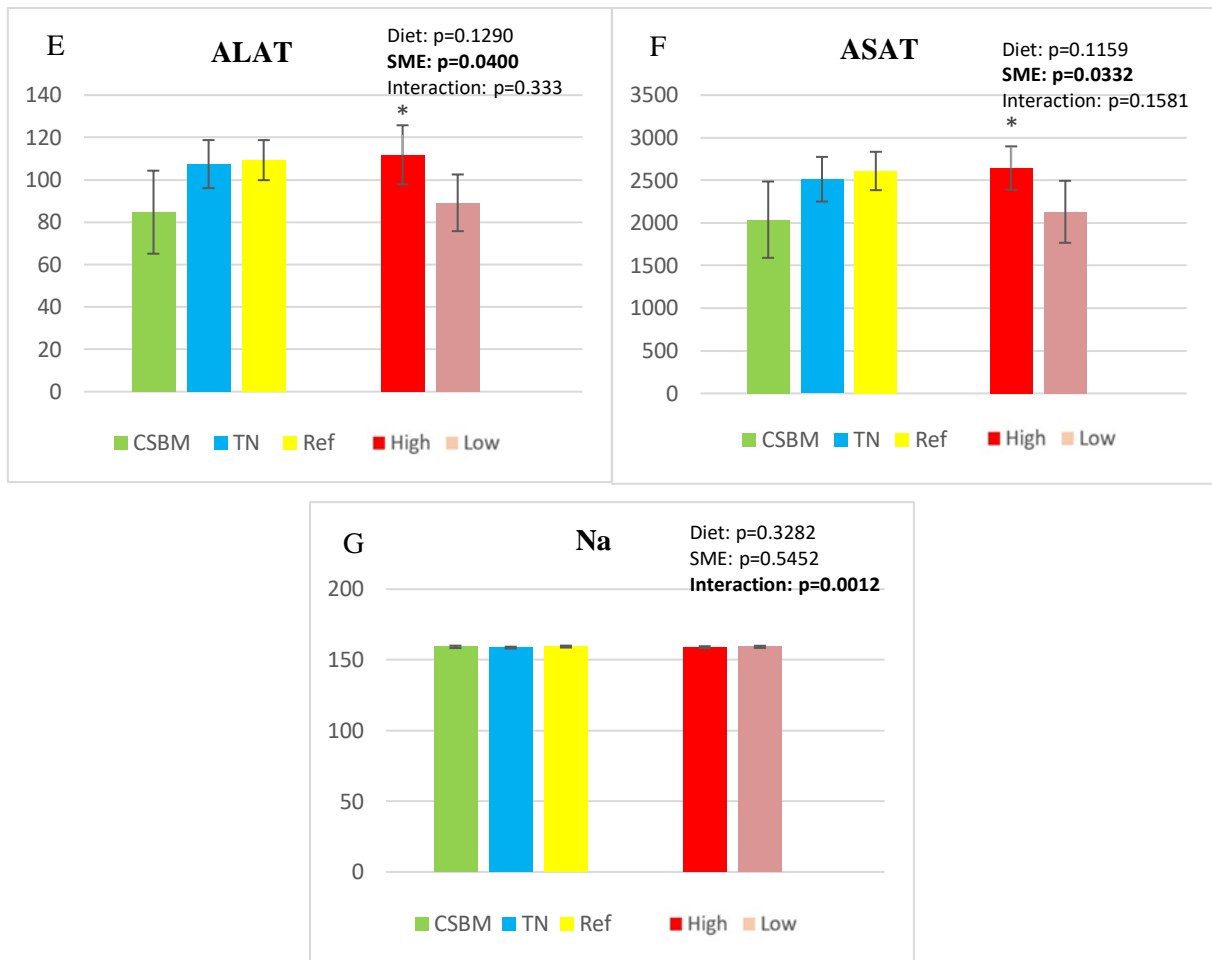 E
ALAT
Diet: p=0.1290
SME: p=0.0400
Interaction: p=0.333
*
140
120
100
80
60
40
20
0
CSBM TN Ref High Low
F
ASAT
Diet: p=0.1159
SME: p=0.0332
Interaction: p=0.1581
*
3500
3000
2500
2000
1500
1000
500
0
CSBM TN Ref High Low
G
Na
Diet: p=0.3282
SME: p=0.5452
Interaction: p=0.0012
200
150
100
50
0
CSBM TN Ref High Low